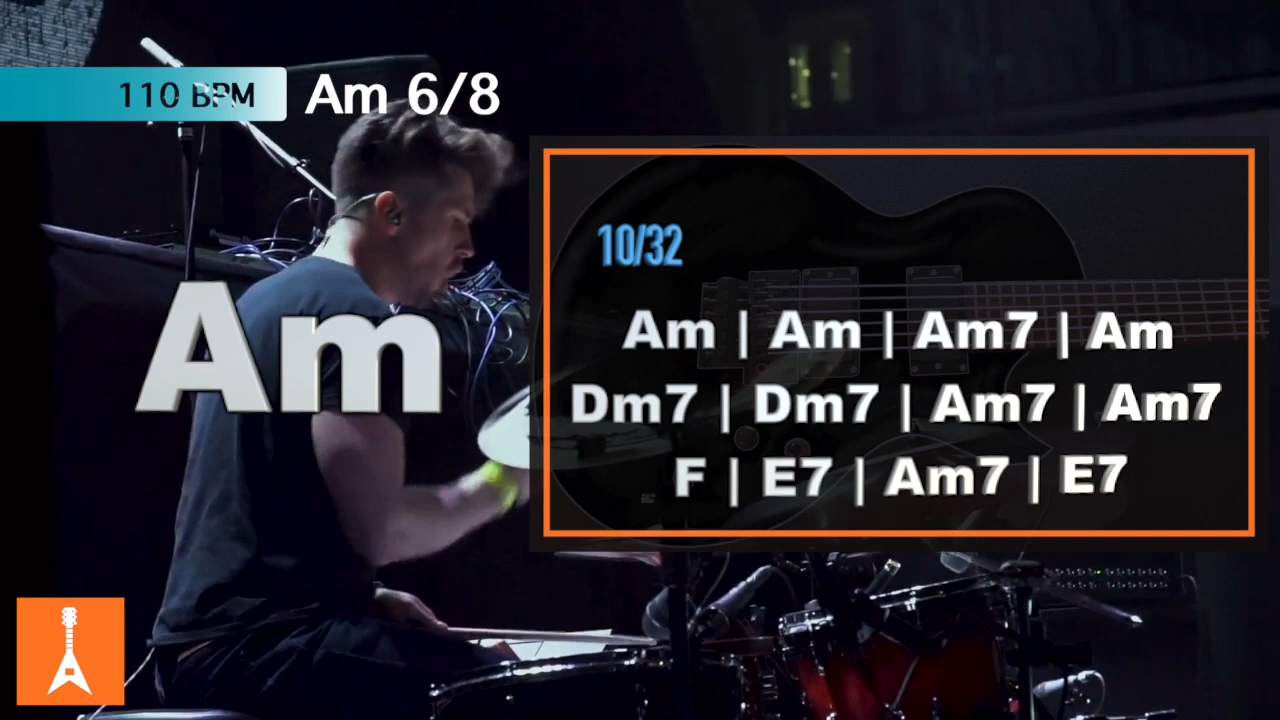 110 BPM
Am 6/8
10/32
Am
Am | Am | Am7 | Am
Dm7 | Dm7 | Am7 | Am7
F | E7 | Am7 | E7